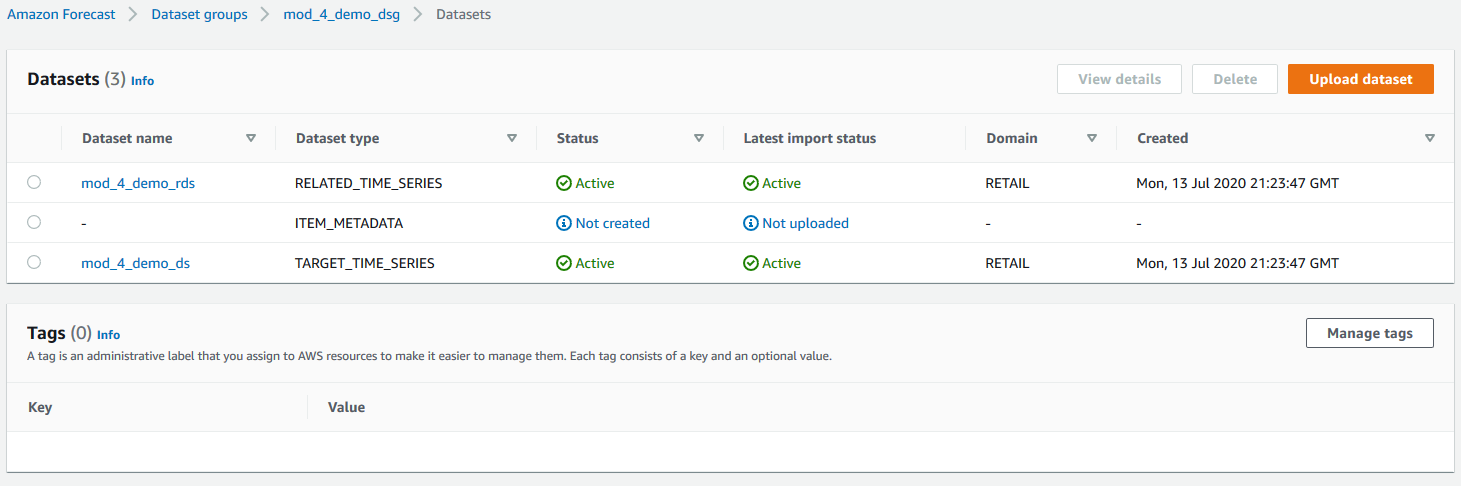 Amazon Forecast > Dataset groups > mod_4_demo_dsg > Datasets
Datasets (3) Info View details Delete Upload dataset
Dataset name Dataset type Status Latest import status Domain Created
mod_4_demo_rds RELATED_TIME_SERIES Active Active RETAIL Mon, 13 Jul 2020 21:23:47 GMT
- ITEM_METADATA Not created Not uploaded - -
mod_4_demo_ds TARGET_TIME_SERIES Active Active RETAIL Mon, 13 Jul 2020 21:23:47 GMT
Tags (0) Info Manage tags
A tag is an administrative label that you assign to AWS resources to make it easier to manage them. Each tag consists of a key and an optional value.
Key Value